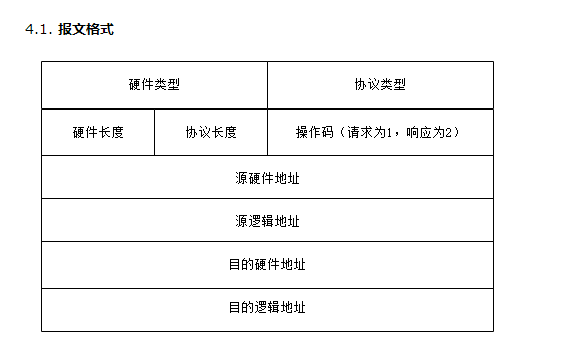 4.1. 报文格式
硬件类型 协议类型
硬件长度 协议长度 操作码（请求为1，响应为2）
源硬件地址
源逻辑地址
目的硬件地址
目的逻辑地址